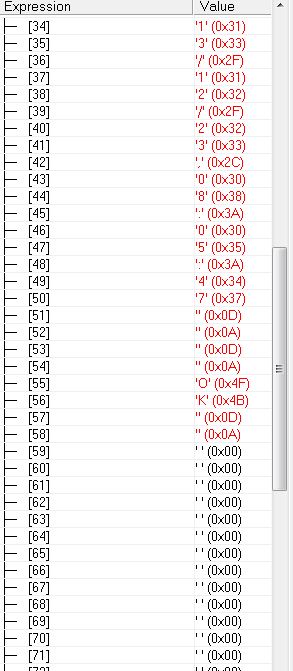 Expression Value
[34] '1' (0x31)
[35] '3' (0x33)
[36] '/' (0x2F)
[37] '1' (0x31)
[38] '2' (0x32)
[39] '/' (0x2F)
[40] '2' (0x32)
[41] '3' (0x33)
[42] ',' (0x2C)
[43] '0' (0x30)
[44] '8' (0x38)
[45] ':' (0x3A)
[46] '0' (0x30)
[47] '5' (0x35)
[48] ':' (0x3A)
[49] '4' (0x34)
[50] '7' (0x37)
[51] '' (0x0D)
[52] '' (0x0A)
[53] '' (0x0D)
[54] '' (0x0A)
[55] 'O' (0x4F)
[56] 'K' (0x4B)
[57] '' (0x0D)
[58] '' (0x0A)
[59] ' ' (0x00)
[60] ' ' (0x00)
[61] ' ' (0x00)
[62] ' ' (0x00)
[63] ' ' (0x00)
[64] ' ' (0x00)
[65] ' ' (0x00)
[66] ' ' (0x00)
[67] ' ' (0x00)
[68] ' ' (0x00)
[69] ' ' (0x00)
[70] ' ' (0x00)
[71] ' ' (0x00)